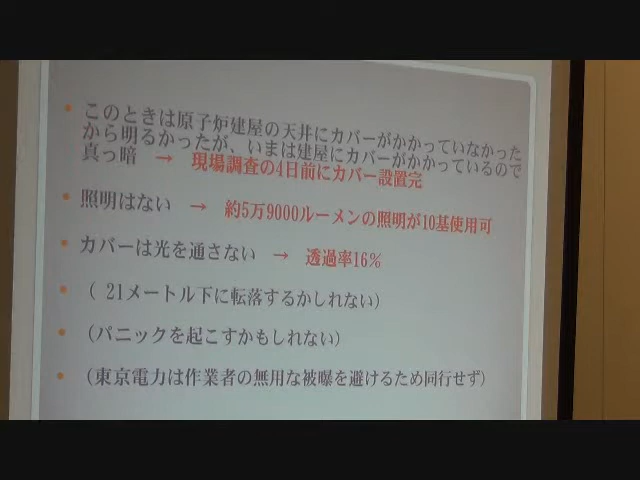 • このときは原子炉建屋の天井にカバーがかかっていなかった
から明るかったが、いまは建屋にカバーがかかっているので
真っ暗 → 現場調査の4日前にカバー設置完
• 照明はない → 約5万9000ルーメンの照明が10基使用可
• カバーは光を通さない → 透過率16%
• ( 21メートル下に転落するかしれない)
• (パニックを起こすかもしれない)
• (東京電力は作業者の無用な被曝を避けるため同行せず)